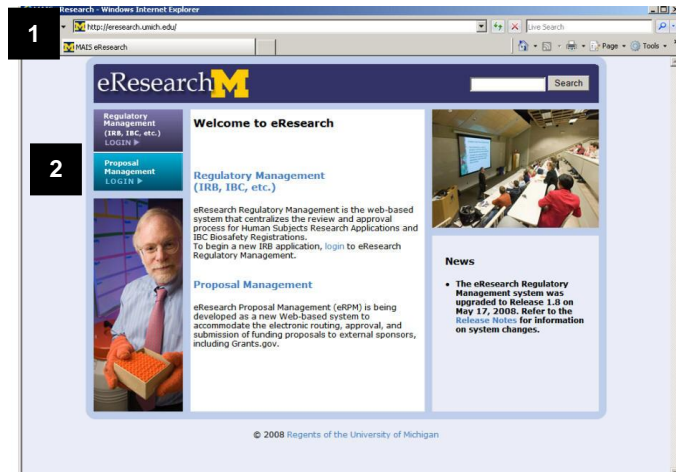 Research - Windows Internet Explorer
1
http://eresearch.umich.edu/
Live Search
MAIS eResearch
Page
Tools
eResearch M
Search
Regulatory
Management
(IRB, IBC, etc.)
LOGIN
2
Proposal
Management
LOGIN
Welcome to eResearch
Regulatory Management
(IRB, IBC, etc.)
eResearch Regulatory Management is the web-based
system that centralizes the review and approval
process for Human Subjects Research Applications and
IBC Biosafety Registrations.
To begin a new IRB application, login to eResearch
Regulatory Management.
Proposal Management
eResearch Proposal Management (eRPM) is being
developed as a new Web-based system to
accommodate the electronic routing, approval, and
submission of funding proposals to external sponsors,
including Grants.gov.
News
• The eResearch Regulatory
Management system was
upgraded to Release 1.8 on
May 17, 2008. Refer to the
Release Notes for information
on system changes.
© 2008 Regents of the University of Michigan